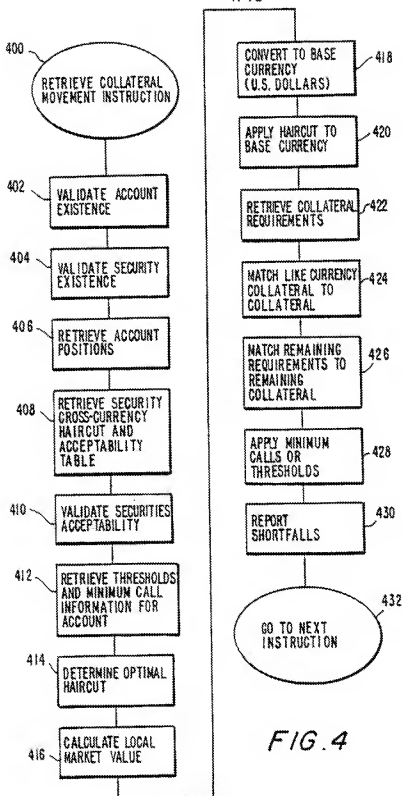 400
RETRIEVE COLLATERAL
MOVEMENT INSTRUCTION
402
VALIDATE ACCOUNT
EXISTENCE
404
VALIDATE SECURITY
EXISTENCE
406
RETRIEVE ACCOUNT
POSITIONS
408
RETRIEVE SECURITY
CROSS-CURRENCY
HAIRCUT AND
ACCEPTABILITY
TABLE
410
VALIDATE SECURITIES
ACCEPTABILITY
412
RETRIEVE THRESHOLDS
AND MINIMUM CALL
INFORMATION FOR
ACCOUNT
414
DETERMINE OPTIMAL
HAIRCUT
416
CALCULATE LOCAL
MARKET VALUE
CONVERT TO BASE
CURRENCY
(U.S. DOLLARS)
418
APPLY HAIRCUT TO
BASE CURRENCY
420
RETRIEVE COLLATERAL
REQUIREMENTS
422
MATCH LIKE CURRENCY
COLLATERAL TO
COLLATERAL
424
MATCH REMAINING
REQUIREMENTS TO
REMAINING
COLLATERAL
426
APPLY MINIMUM
CALLS OR
THRESHOLDS
428
REPORT
SHORTFALLS
430
GO TO NEXT
INSTRUCTION
432
FIG.4